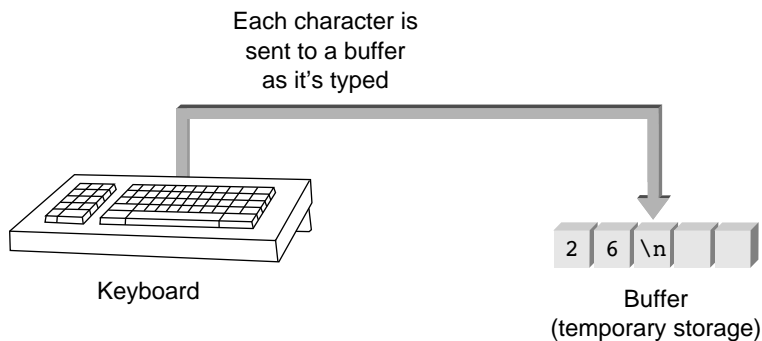 Each character is
sent to a buffer
as it's typed
2 6 \n
Keyboard
Buffer
(temporary storage)